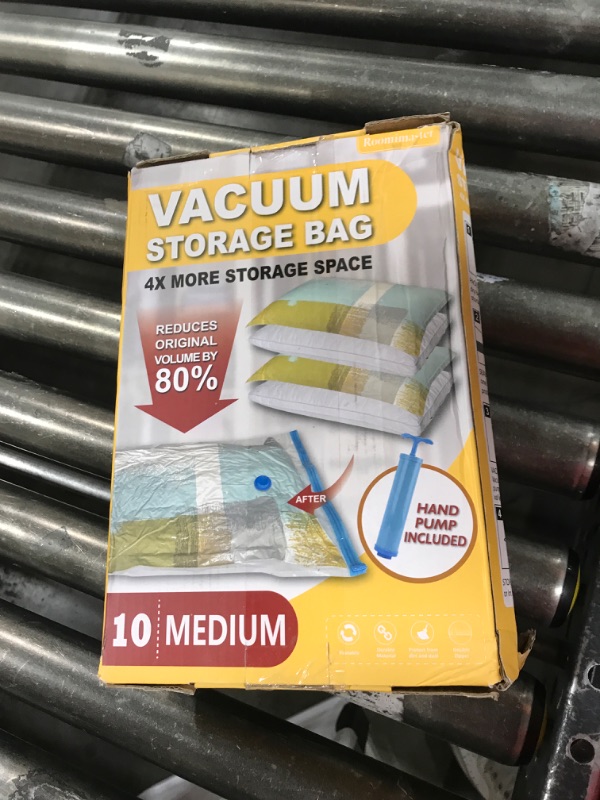 VACUUM
STORAGE BAG
4X MORE STORAGE SPACE
REDUCES
ORIGINAL
VOLUME BY
80%
AFTER
HAND
PUMP
INCLUDED
10 MEDIUM